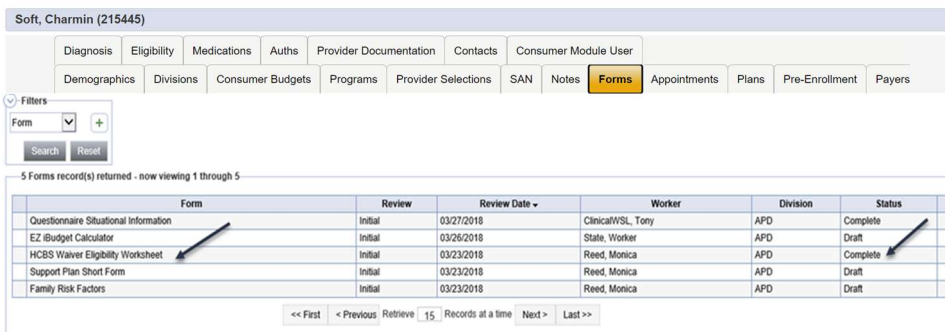 Soft, Charmin (215445)
Diagnosis Eligibility Medications Auths Provider Documentation Contacts Consumer Module User
Demographics Divisions Consumer Budgets Programs Provider Selections SAN Notes Forms Appointments Plans Pre-Enrollment Payers
Filters
Form +
Search Reset
5 Forms record(s) returned - now viewing 1 through 5
Form Review Review Date Worker Division Status
Questionnaire Situational Information Initial 03/27/2018 ClinicalWSL, Tony APD Complete
EZ iBudget Calculator Initial 03/26/2018 State, Worker APD Draft
HCBS Waiver Eligibility Worksheet Initial 03/23/2018 Reed, Monica APD Complete
Support Plan Short Form Initial 03/23/2018 Reed, Monica APD Draft
Family Risk Factors Initial 03/23/2018 Reed, Monica APD Draft
<< First < Previous Retrieve 15 Records at a time Next > Last >>